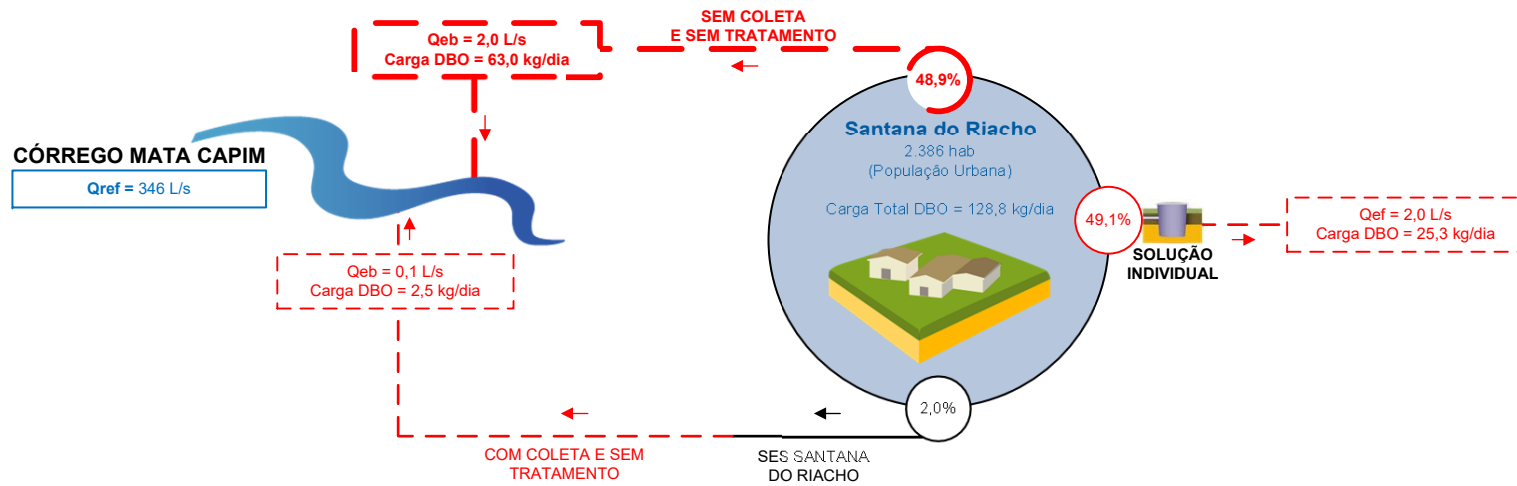 SEM COLETA
E SEM TRATAMENTO
Qeb = 2,0 L/s
Carga DBO = 63,0 kg/dia
48,9%
Santana do Riacho
2.386 hab
(População Urbana)
Carga Total DBO = 128,8 kg/dia
CÓRREGO MATA CAPIM
Qref = 346 L/s
49,1%
SOLUÇÃO
INDIVIDUAL
Qef = 2,0 L/s
Carga DBO = 25,3 kg/dia
Qeb = 0,1 L/s
Carga DBO = 2,5 kg/dia
2,0%
COM COLETA E SEM
TRATAMENTO
SES SANTANA
DO RIACHO